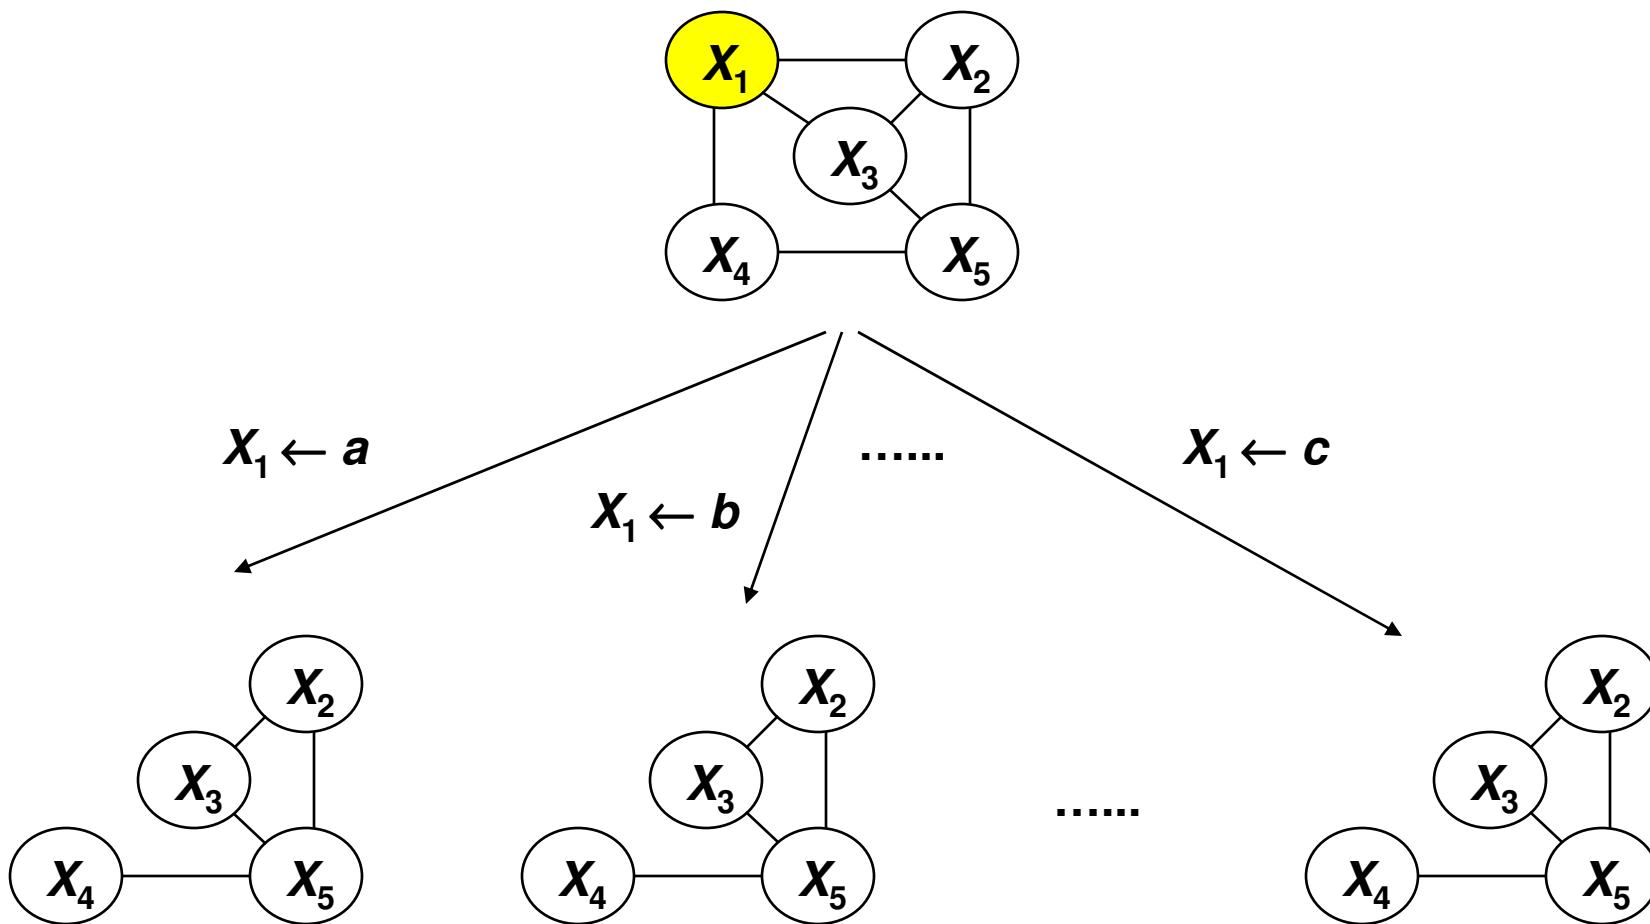 X1 X2
X3
X4 X5
X1 ← a
…... 
X1 ← c
X1 ← b
X2 X2 X2
X3 X3 X3
…...
X4 X5 X4 X5 X4 X5